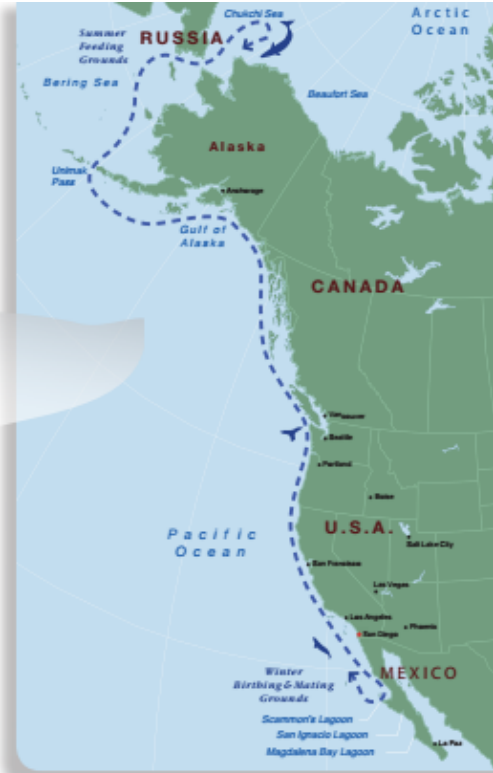 Chukchi Sea
Arctic
Ocean
Summer
Feeding
Grounds
RUSSIA
Bering Sea
Beaufort Sea
Alaska
Unimak
Pass
Anchorage
Gulf of
Alaska
CANADA
Vancouver
Seattle
Portland
Boise
U.S.A.
Pacific
Ocean
Salt Lake City
San Francisco
Las Vegas
Los Angeles
Phoenix
San Diego
Winter
Birthing & Mating
Grounds
MEXICO
Scammon's Lagoon
San Ignacio Lagoon
Magdalena Bay Lagoon
La Paz